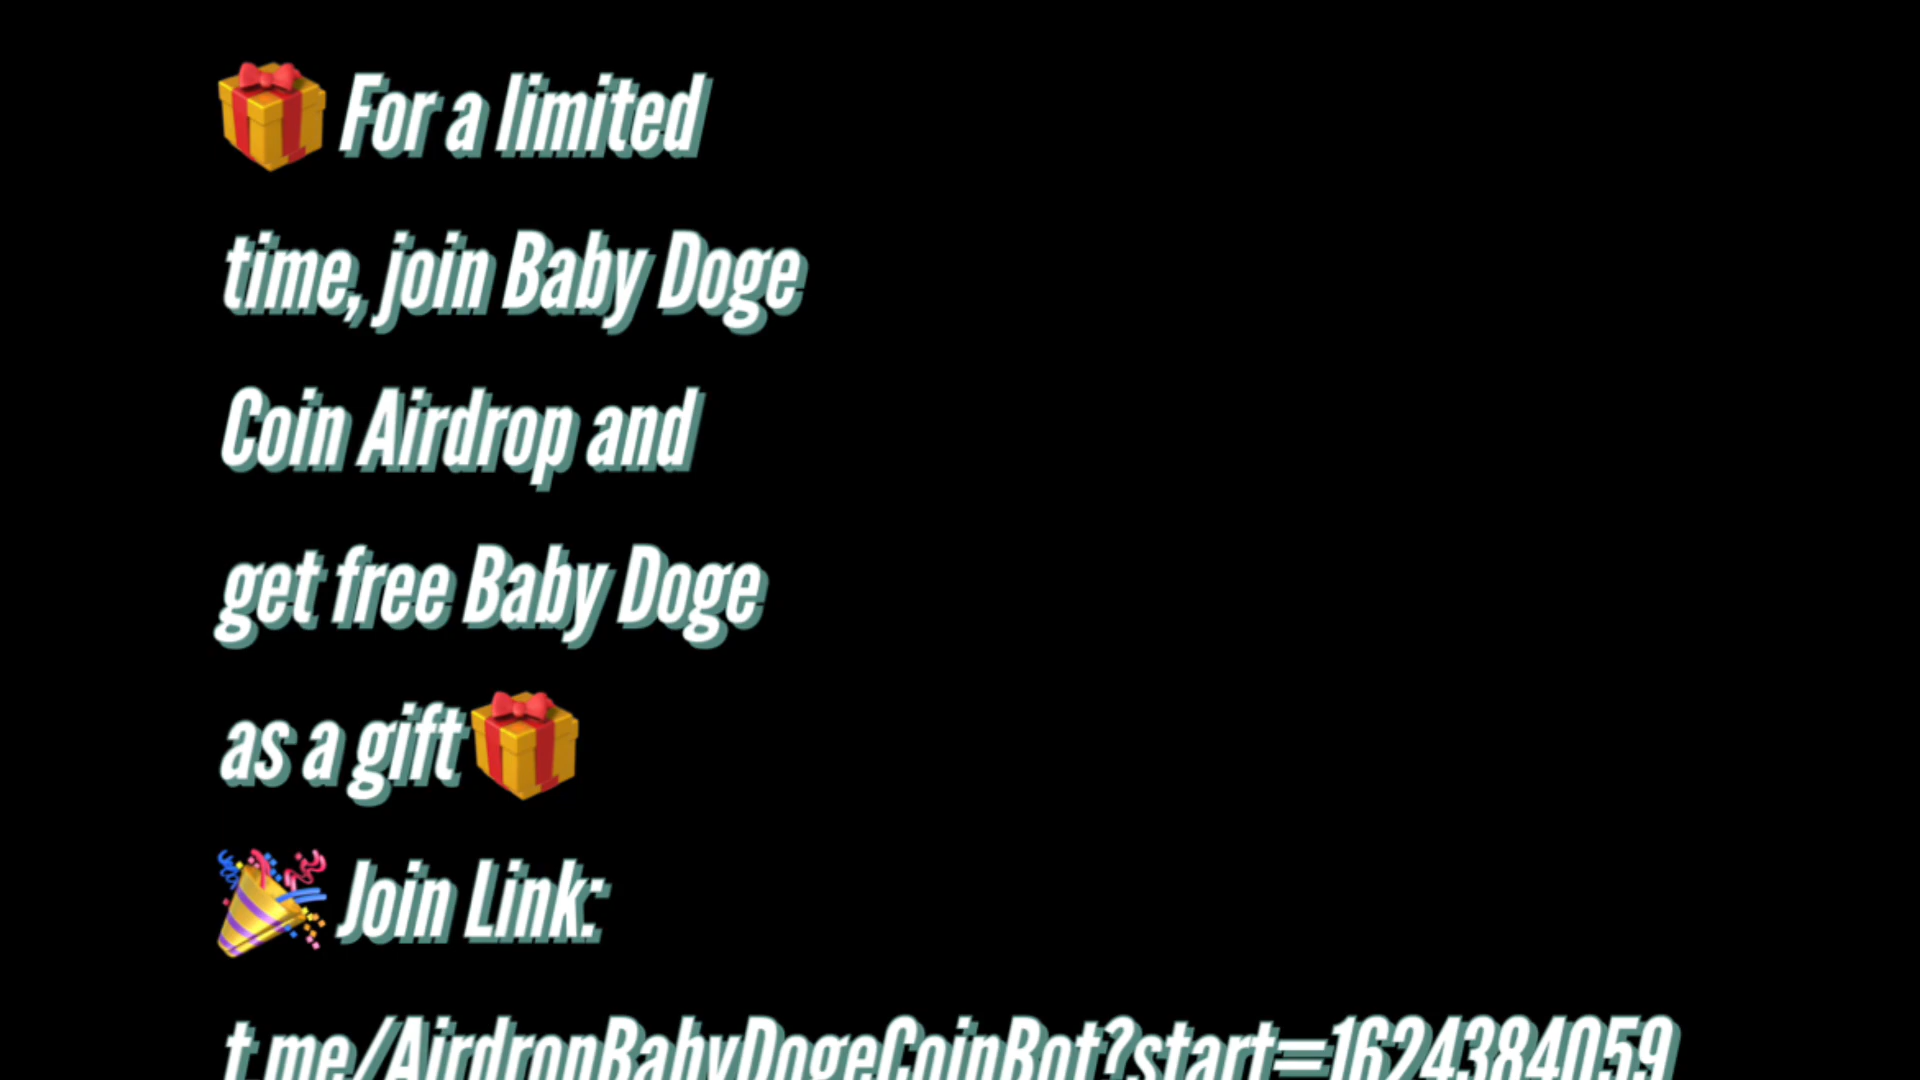 🎁 For a limited
time, join Baby Doge
Coin Airdrop and
get free Baby Doge
as a gift 🎁
🎉 Join Link:
t.me/AirdropBabyDogeCoinBot?start=1624384059